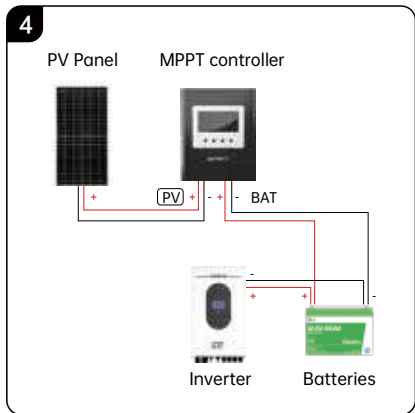 4
PV Panel MPPT controller
+ PV + - + - BAT
-
+ + -
Inverter Batteries